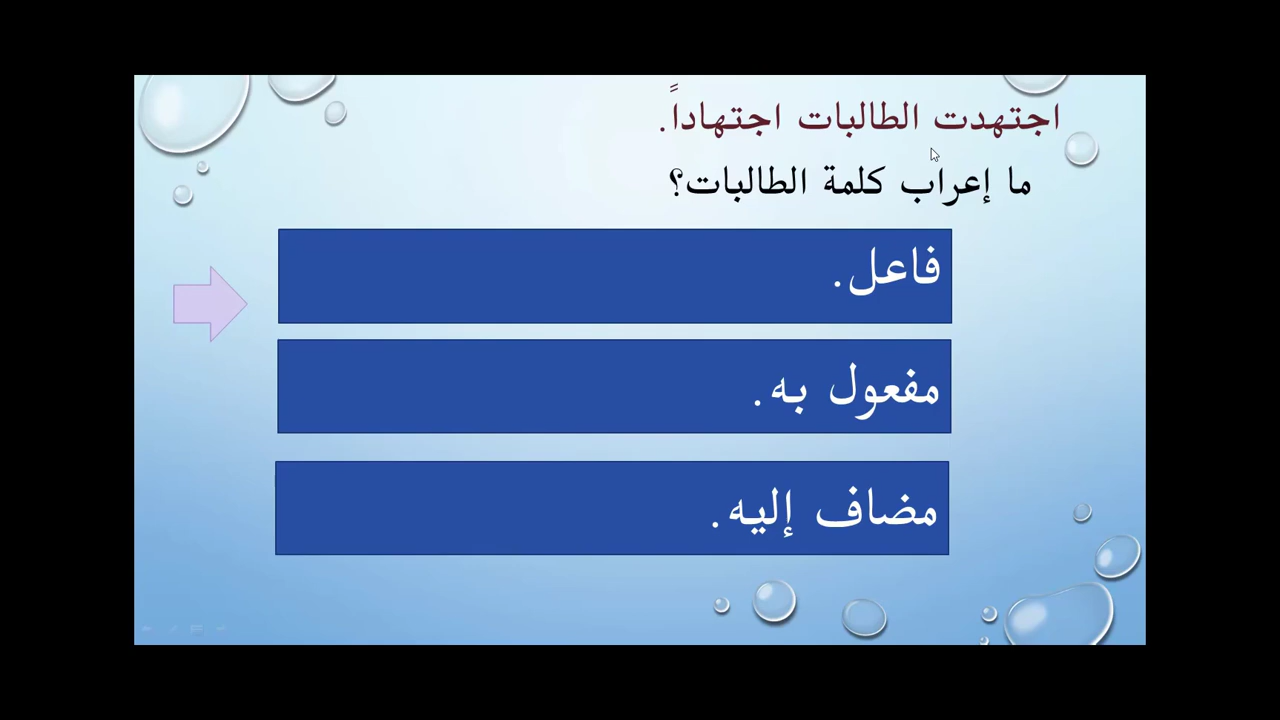 اجتهدت الطالبات اجتهاداً.
ما إعراب كلمة الطالبات؟
فاعل.
مفعول به.
مضاف إليه.